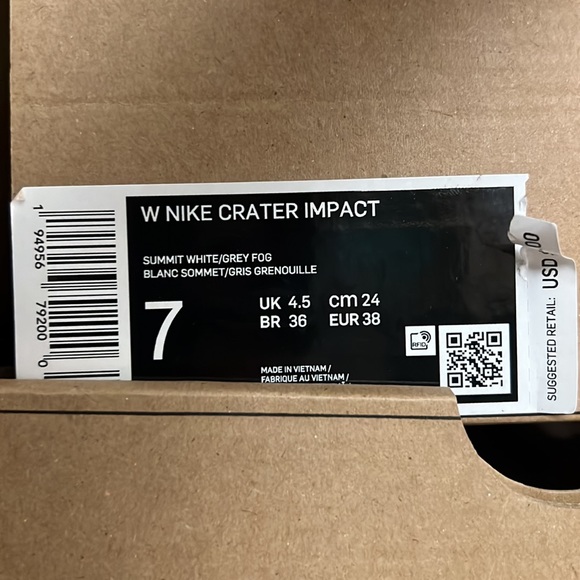 W NIKE CRATER IMPACT
SUMMIT WHITE/GREY FOG
BLANC SOMMET/GRIS GRENOUILLE
7
UK 4.5 cm 24
BR 36 EUR 38
RFID
MADE IN VIETNAM /
FABRIQUE AU VIETNAM /
1 94956 79200 0
SUGGESTED RETAIL: USD 00